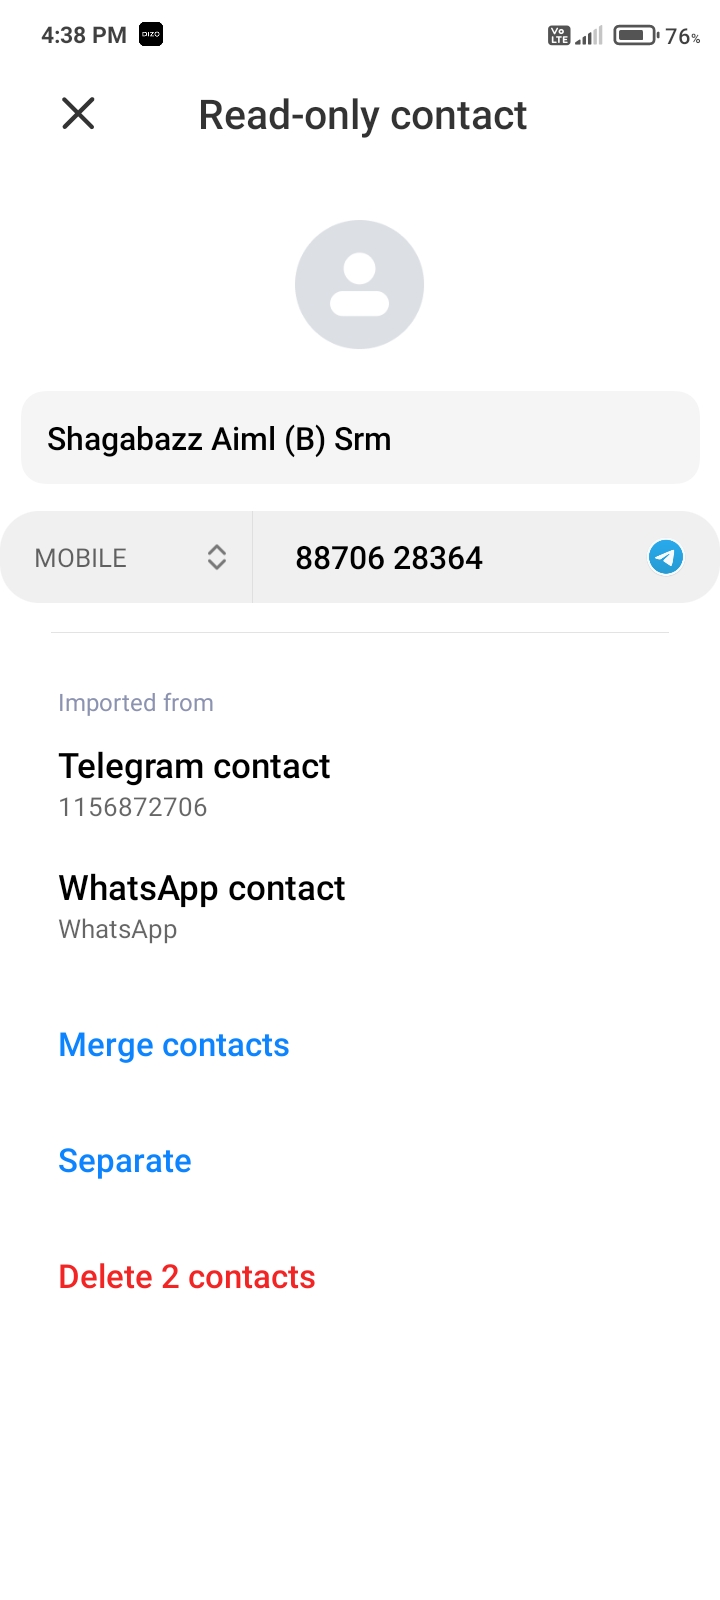 4:38 PM DIZO Vo LTE 76%
Read-only contact
Shagabazz Aiml (B) Srm
MOBILE 88706 28364
Imported from
Telegram contact
1156872706
WhatsApp contact
WhatsApp
Merge contacts
Separate
Delete 2 contacts